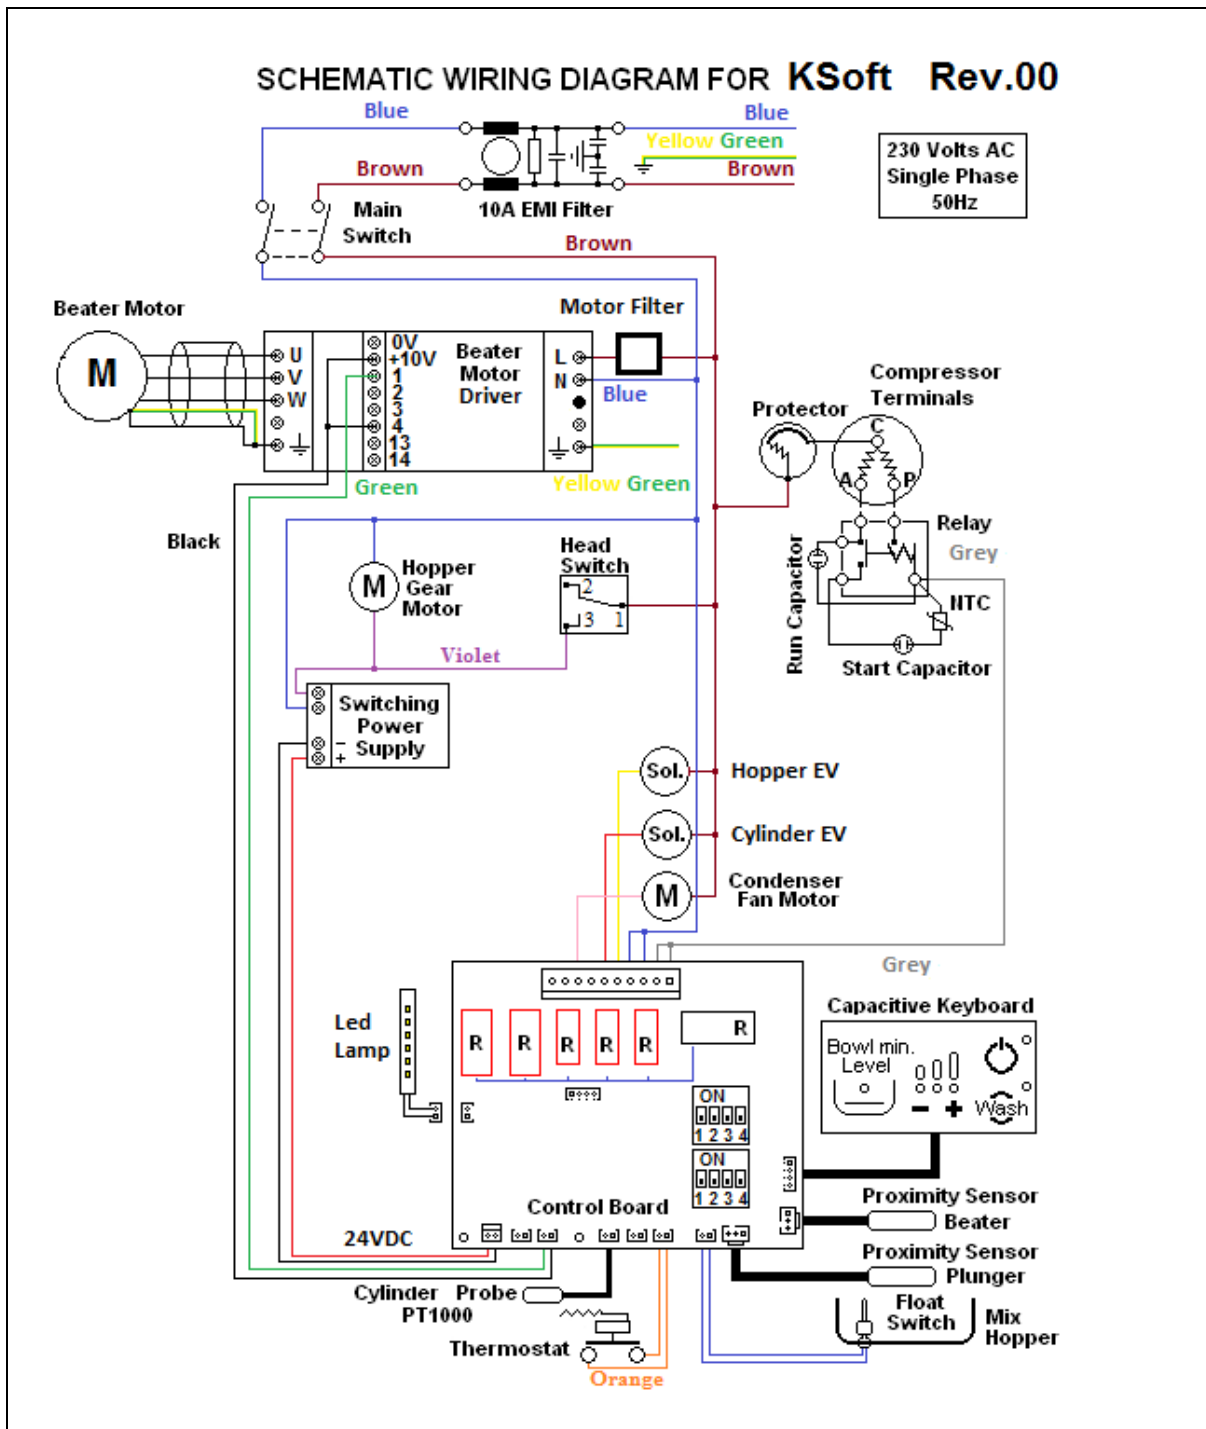 SCHEMATIC WIRING DIAGRAM FOR KSoft Rev.00
Blue
Blue
Yellow Green
Brown
Brown
230 Volts AC
Single Phase
50Hz
Main
Switch
10A EMI Filter
Brown
Beater Motor
Motor Filter
M
U
V
W
0V
+10V
1
2
3
4
13
14
Beater
Motor
Driver
L
N
Blue
Yellow Green
Green
Black
Compressor
Terminals
Protector
C
A
P
Relay
Grey
Run Capacitor
NTC
Start Capacitor
Head
Switch
2
3 1
M
Hopper
Gear
Motor
Violet
Switching
Power
Supply
–
+
Sol.
Hopper EV
Sol.
Cylinder EV
M
Condenser
Fan Motor
Grey
Led
Lamp
R
R
R
R
R
R
ON
1 2 3 4
ON
1 2 3 4
Control Board
Capacitive Keyboard
Bowl min.
Level
– +
Wash
Proximity Sensor
Beater
Proximity Sensor
Plunger
24VDC
Cylinder Probe
PT1000
Thermostat
Orange
Float
Switch
Mix
Hopper